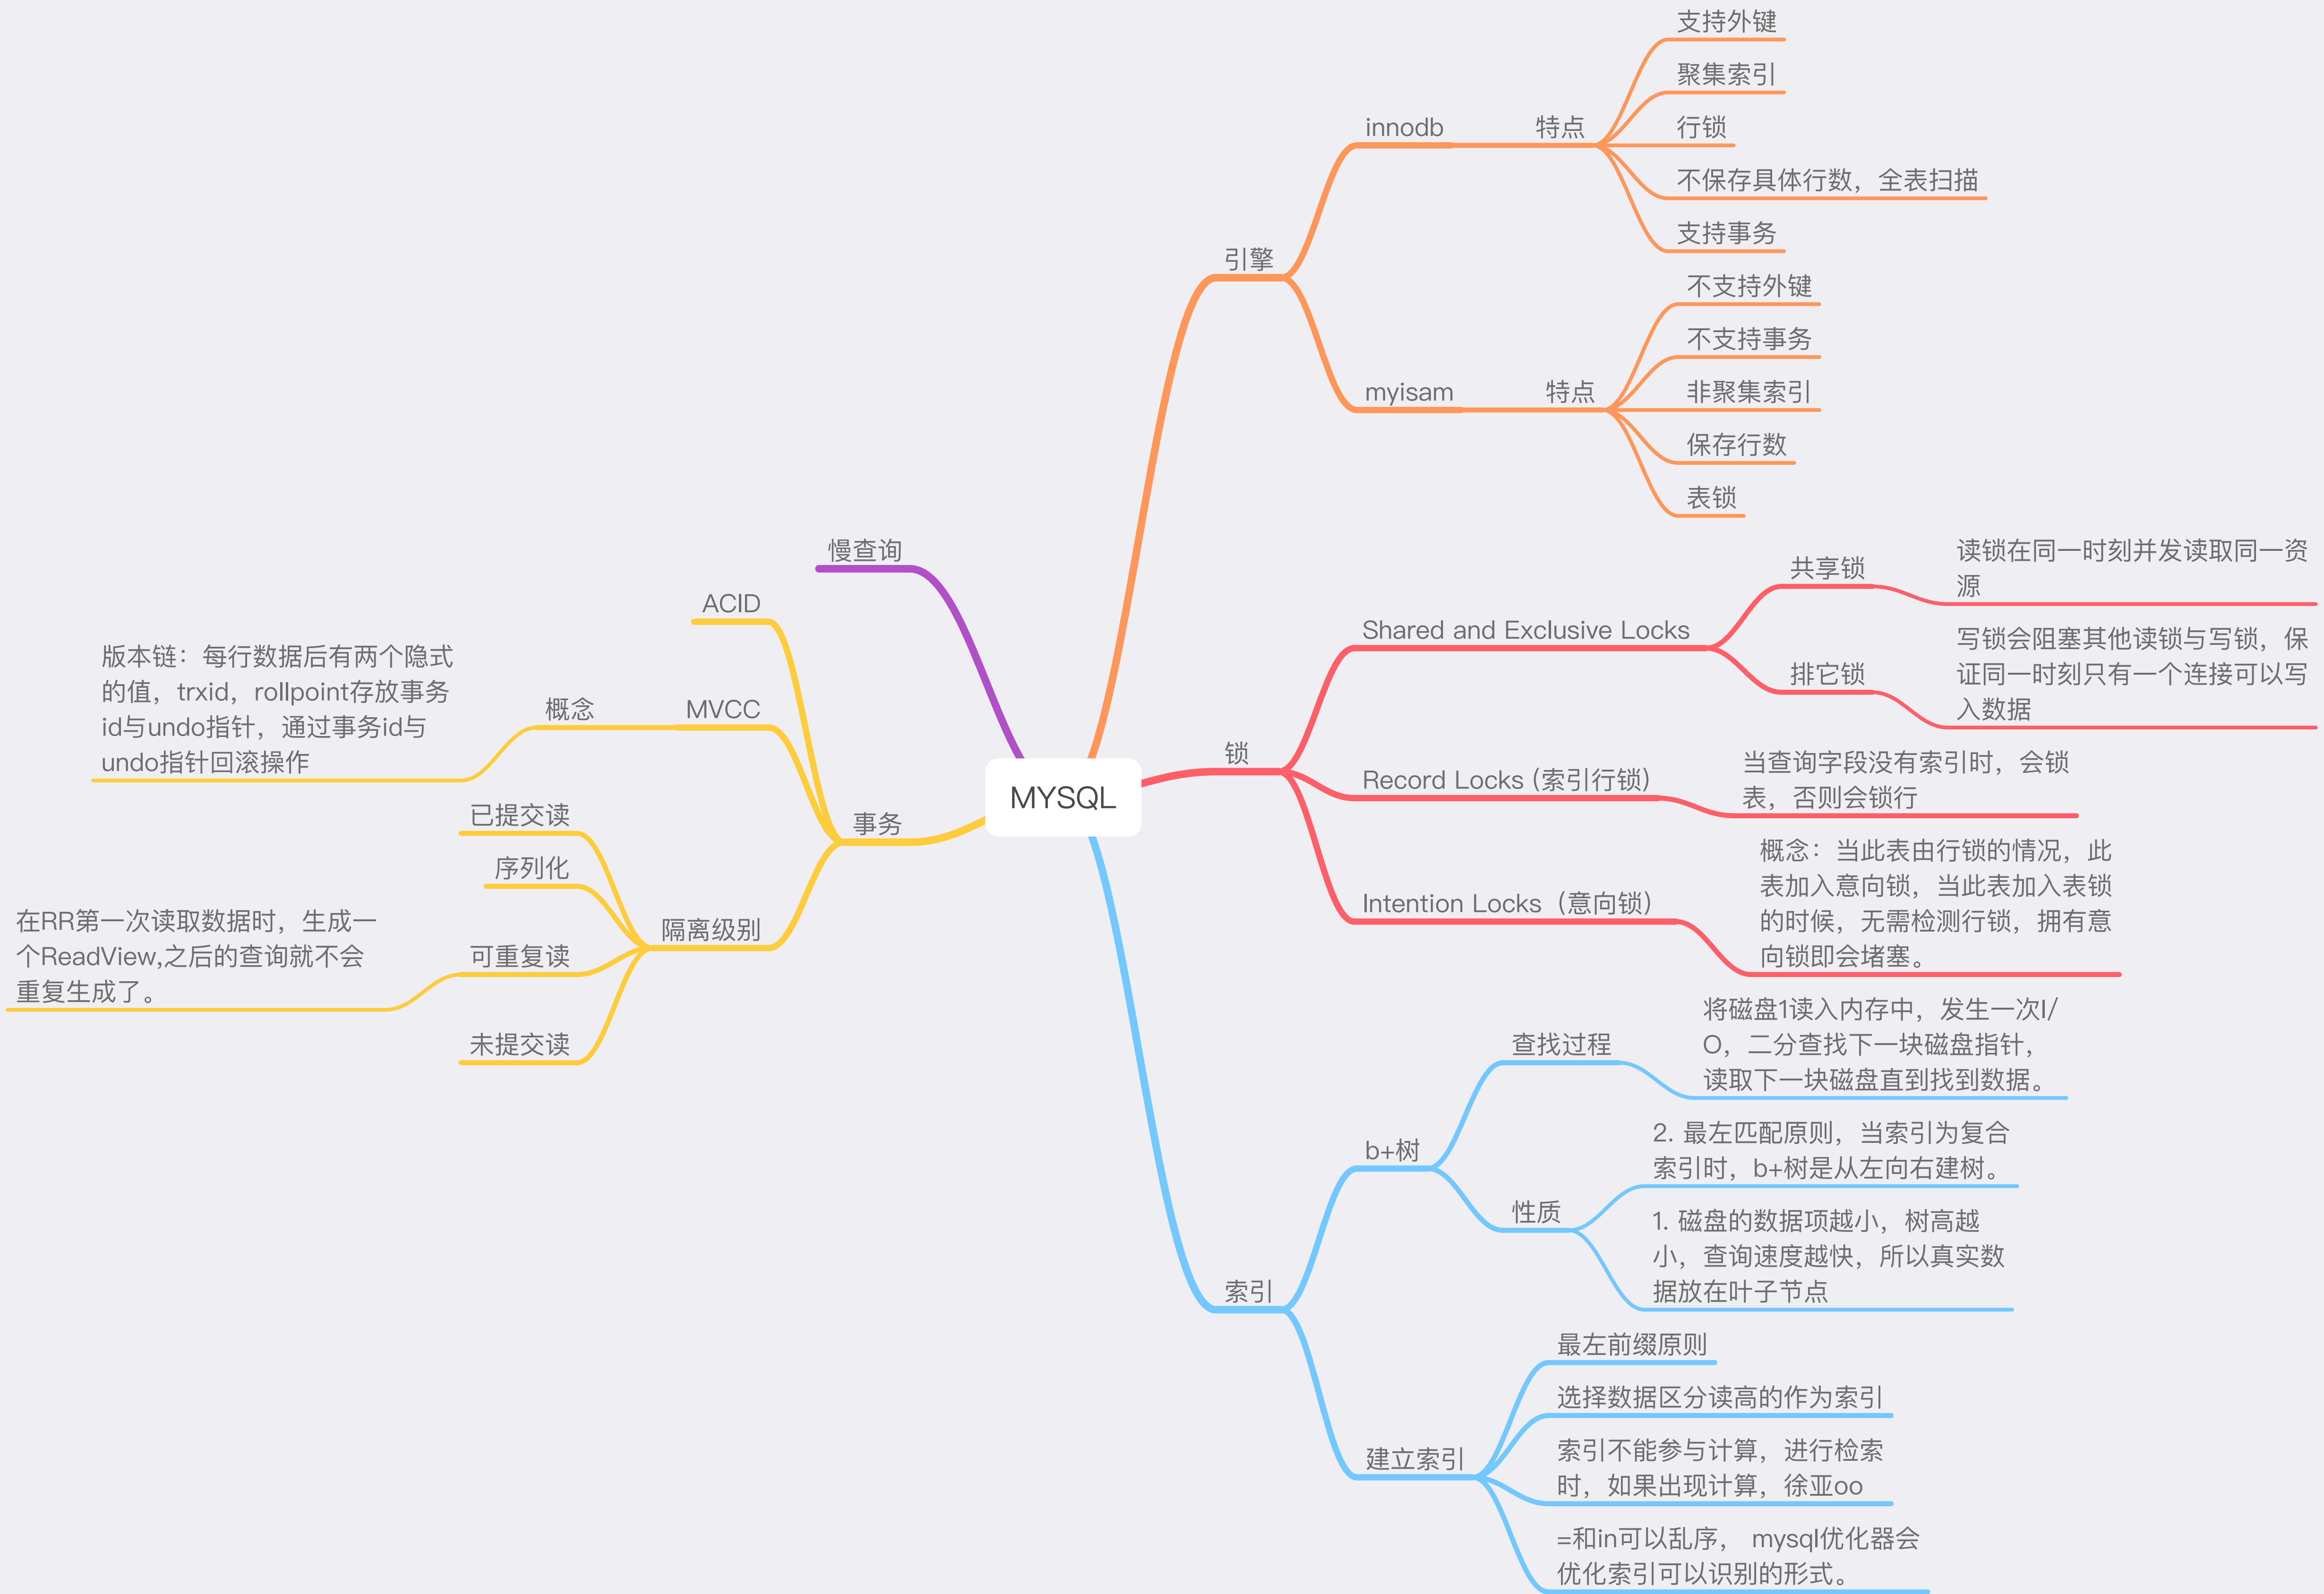 MYSQL
引擎
innodb
特点
支持外键
聚集索引
行锁
不保存具体行数，全表扫描
支持事务
myisam
特点
不支持外键
不支持事务
非聚集索引
保存行数
表锁
锁
Shared and Exclusive Locks
共享锁
读锁在同一时刻并发读取同一资
源
排它锁
写锁会阻塞其他读锁与写锁，保
证同一时刻只有一个连接可以写
入数据
Record Locks (索引行锁)
当查询字段没有索引时，会锁
表，否则会锁行
Intention Locks（意向锁）
概念：当此表由行锁的情况，此
表加入意向锁，当此表加入表锁
的时候，无需检测行锁，拥有意
向锁即会堵塞。
索引
b+树
查找过程
将磁盘1读入内存中，发生一次I/
O，二分查找下一块磁盘指针，
读取下一块磁盘直到找到数据。
性质
2. 最左匹配原则，当索引为复合
索引时，b+树是从左向右建树。
1. 磁盘的数据项越小，树高越
小，查询速度越快，所以真实数
据放在叶子节点
建立索引
最左前缀原则
选择数据区分读高的作为索引
索引不能参与计算，进行检索
时，如果出现计算，徐亚oo
=和in可以乱序， mysql优化器会
优化索引可以识别的形式。
慢查询
事务
ACID
MVCC
概念
版本链：每行数据后有两个隐式
的值，trxid，rollpoint存放事务
id与undo指针，通过事务id与
undo指针回滚操作
隔离级别
已提交读
序列化
可重复读
在RR第一次读取数据时，生成一
个ReadView,之后的查询就不会
重复生成了。
未提交读